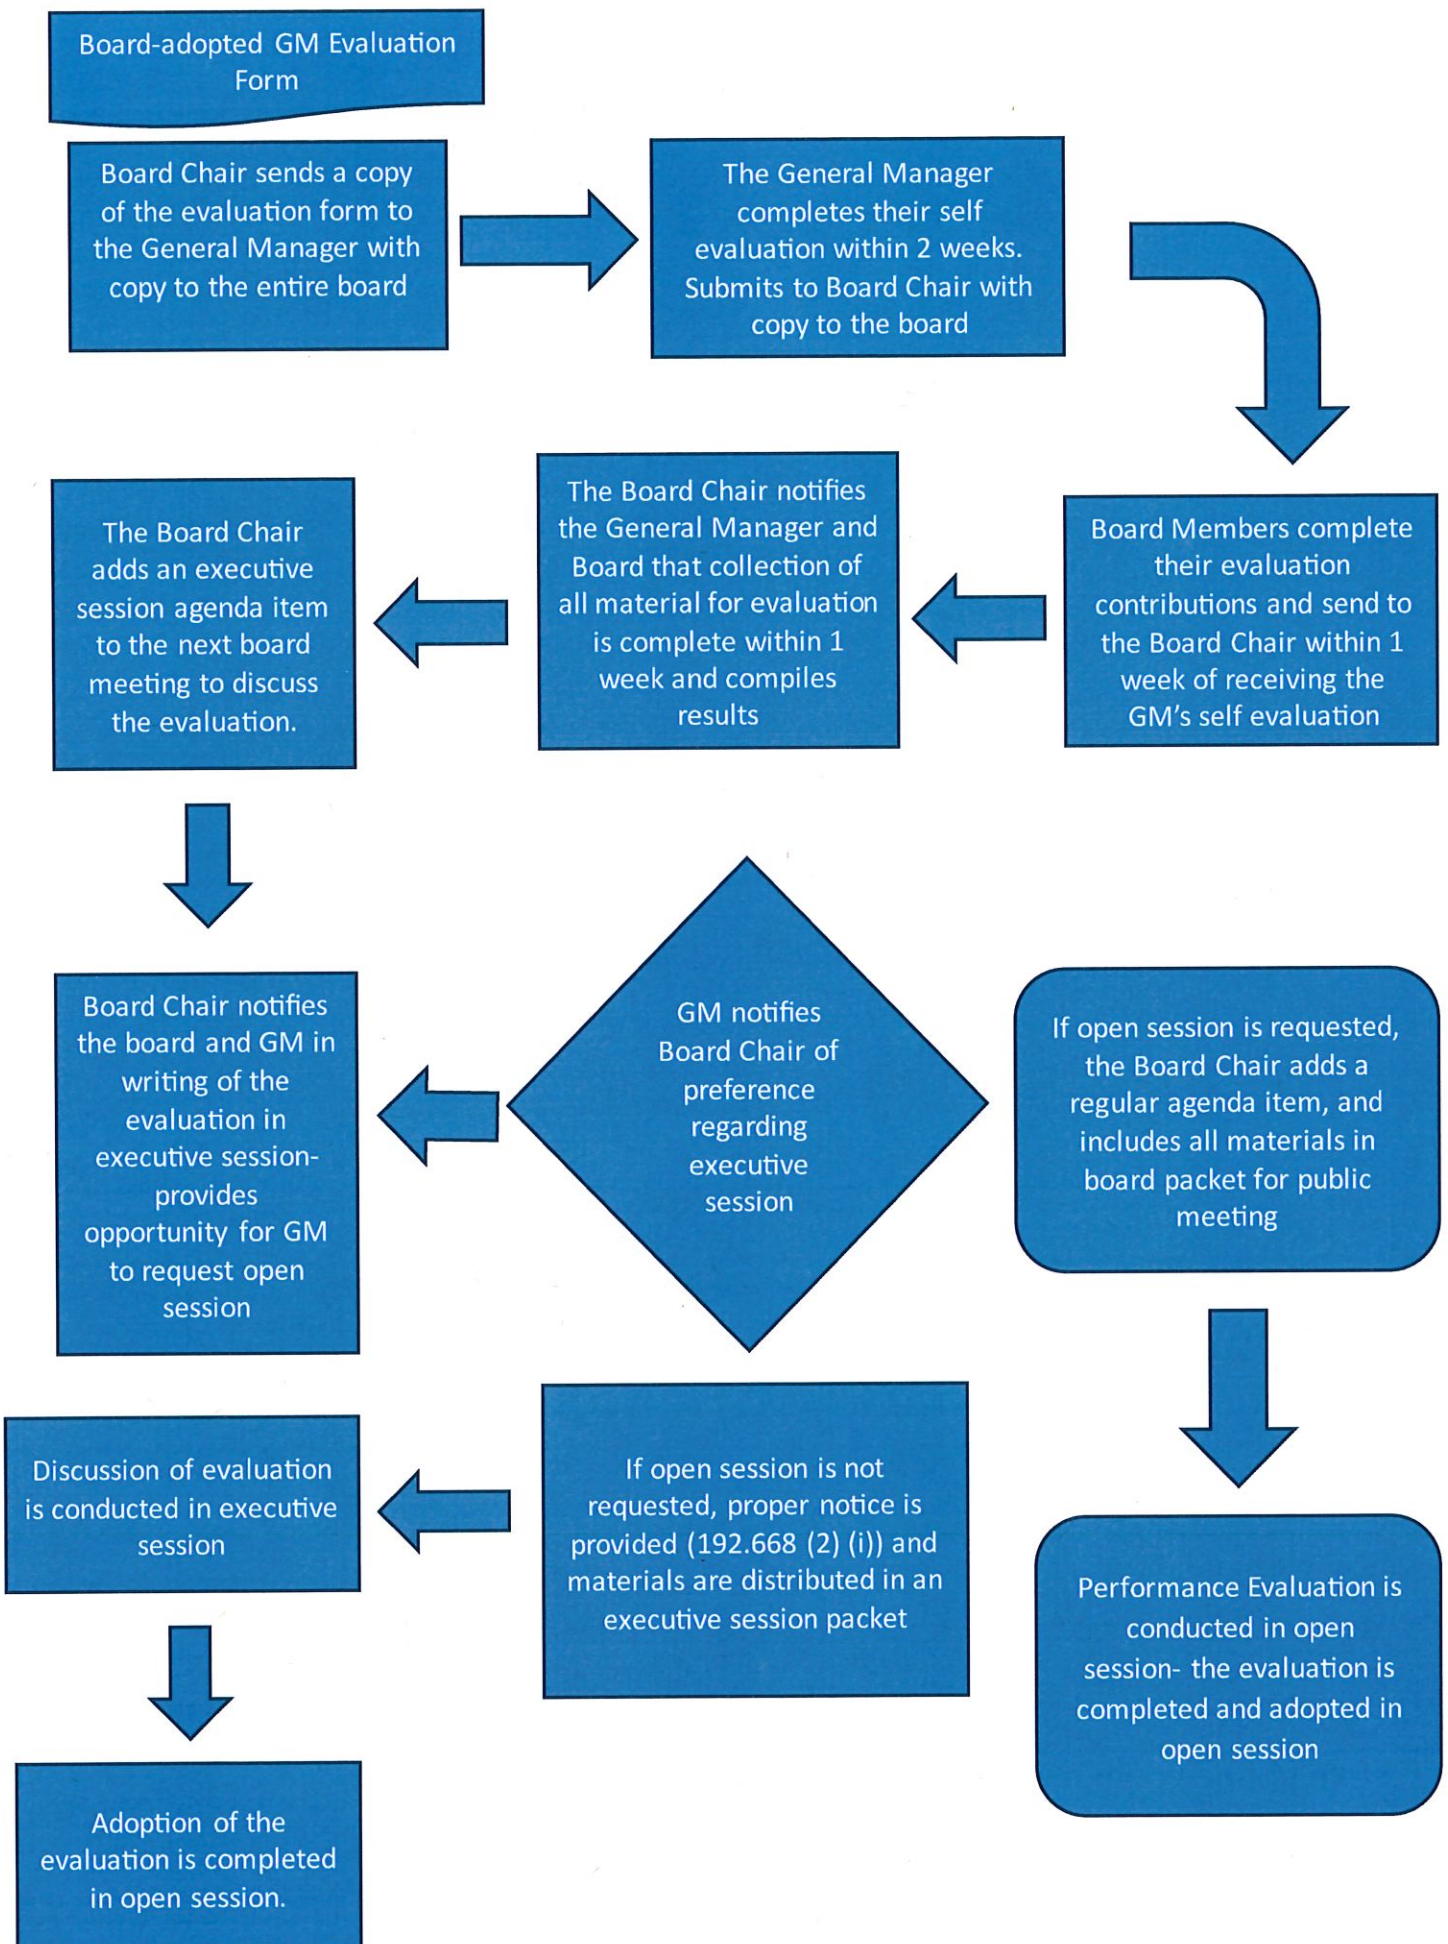 Board-adopted GM Evaluation
Form
Board Chair sends a copy
of the evaluation form to
the General Manager with
copy to the entire board
The General Manager
completes their self
evaluation within 2 weeks.
Submits to Board Chair with
copy to the board
Board Members complete
their evaluation
contributions and send to
the Board Chair within 1
week of receiving the
GM’s self evaluation
The Board Chair notifies
the General Manager and
Board that collection of
all material for evaluation
is complete within 1
week and compiles
results
The Board Chair
adds an executive
session agenda item
to the next board
meeting to discuss
the evaluation.
Board Chair notifies
the board and GM in
writing of the
evaluation in
executive session-
provides
opportunity for GM
to request open
session
GM notifies
Board Chair of
preference
regarding
executive
session
If open session is requested,
the Board Chair adds a
regular agenda item, and
includes all materials in
board packet for public
meeting
Performance Evaluation is
conducted in open
session- the evaluation is
completed and adopted in
open session
If open session is not
requested, proper notice is
provided (192.668 (2) (i)) and
materials are distributed in an
executive session packet
Discussion of evaluation
is conducted in executive
session
Adoption of the
evaluation is completed
in open session.